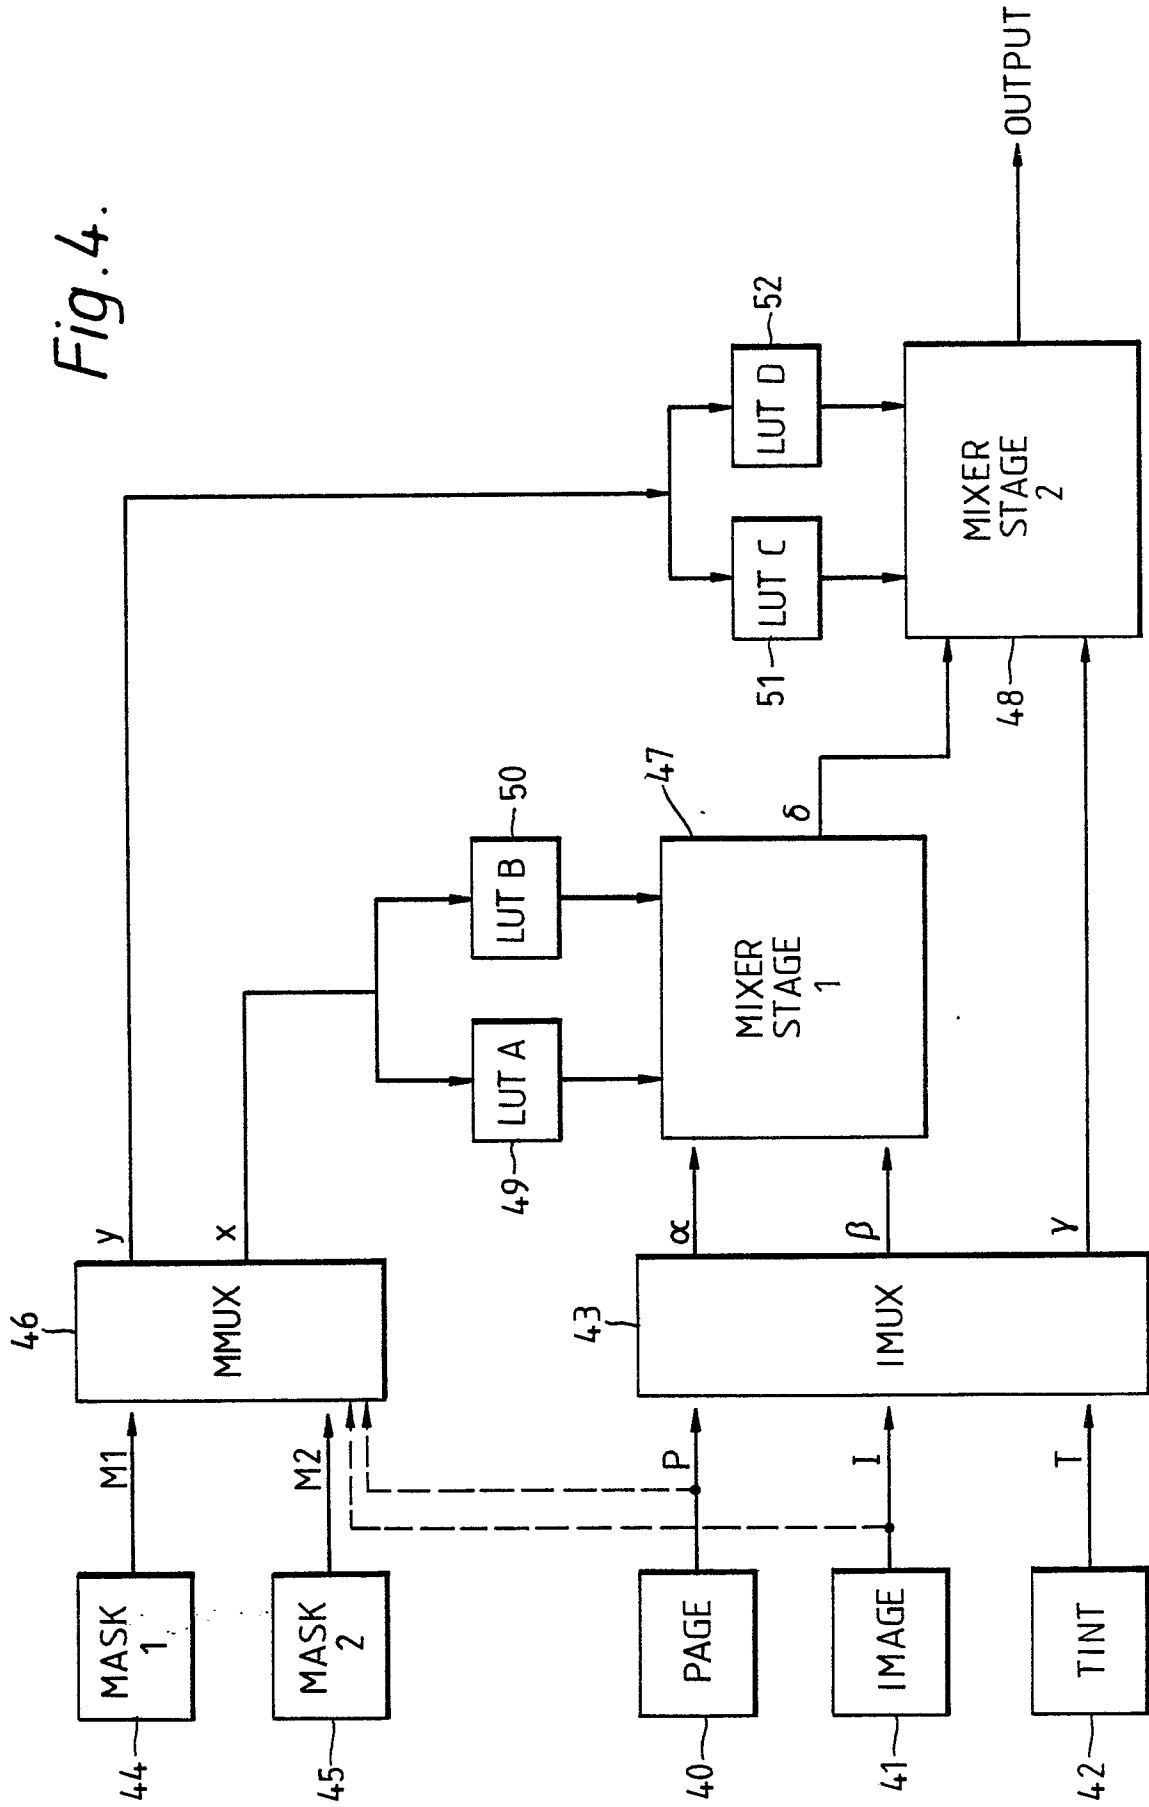 Fig.4.
44
MASK
1
M1
45
MASK
2
M2
46
MMUX
y
x
40
PAGE
P
41
IMAGE
I
42
TINT
T
43
IMUX
α
β
γ
49
LUT A
50
LUT B
47
MIXER
STAGE
1
δ
51
LUT C
52
LUT D
48
MIXER
STAGE
2
OUTPUT